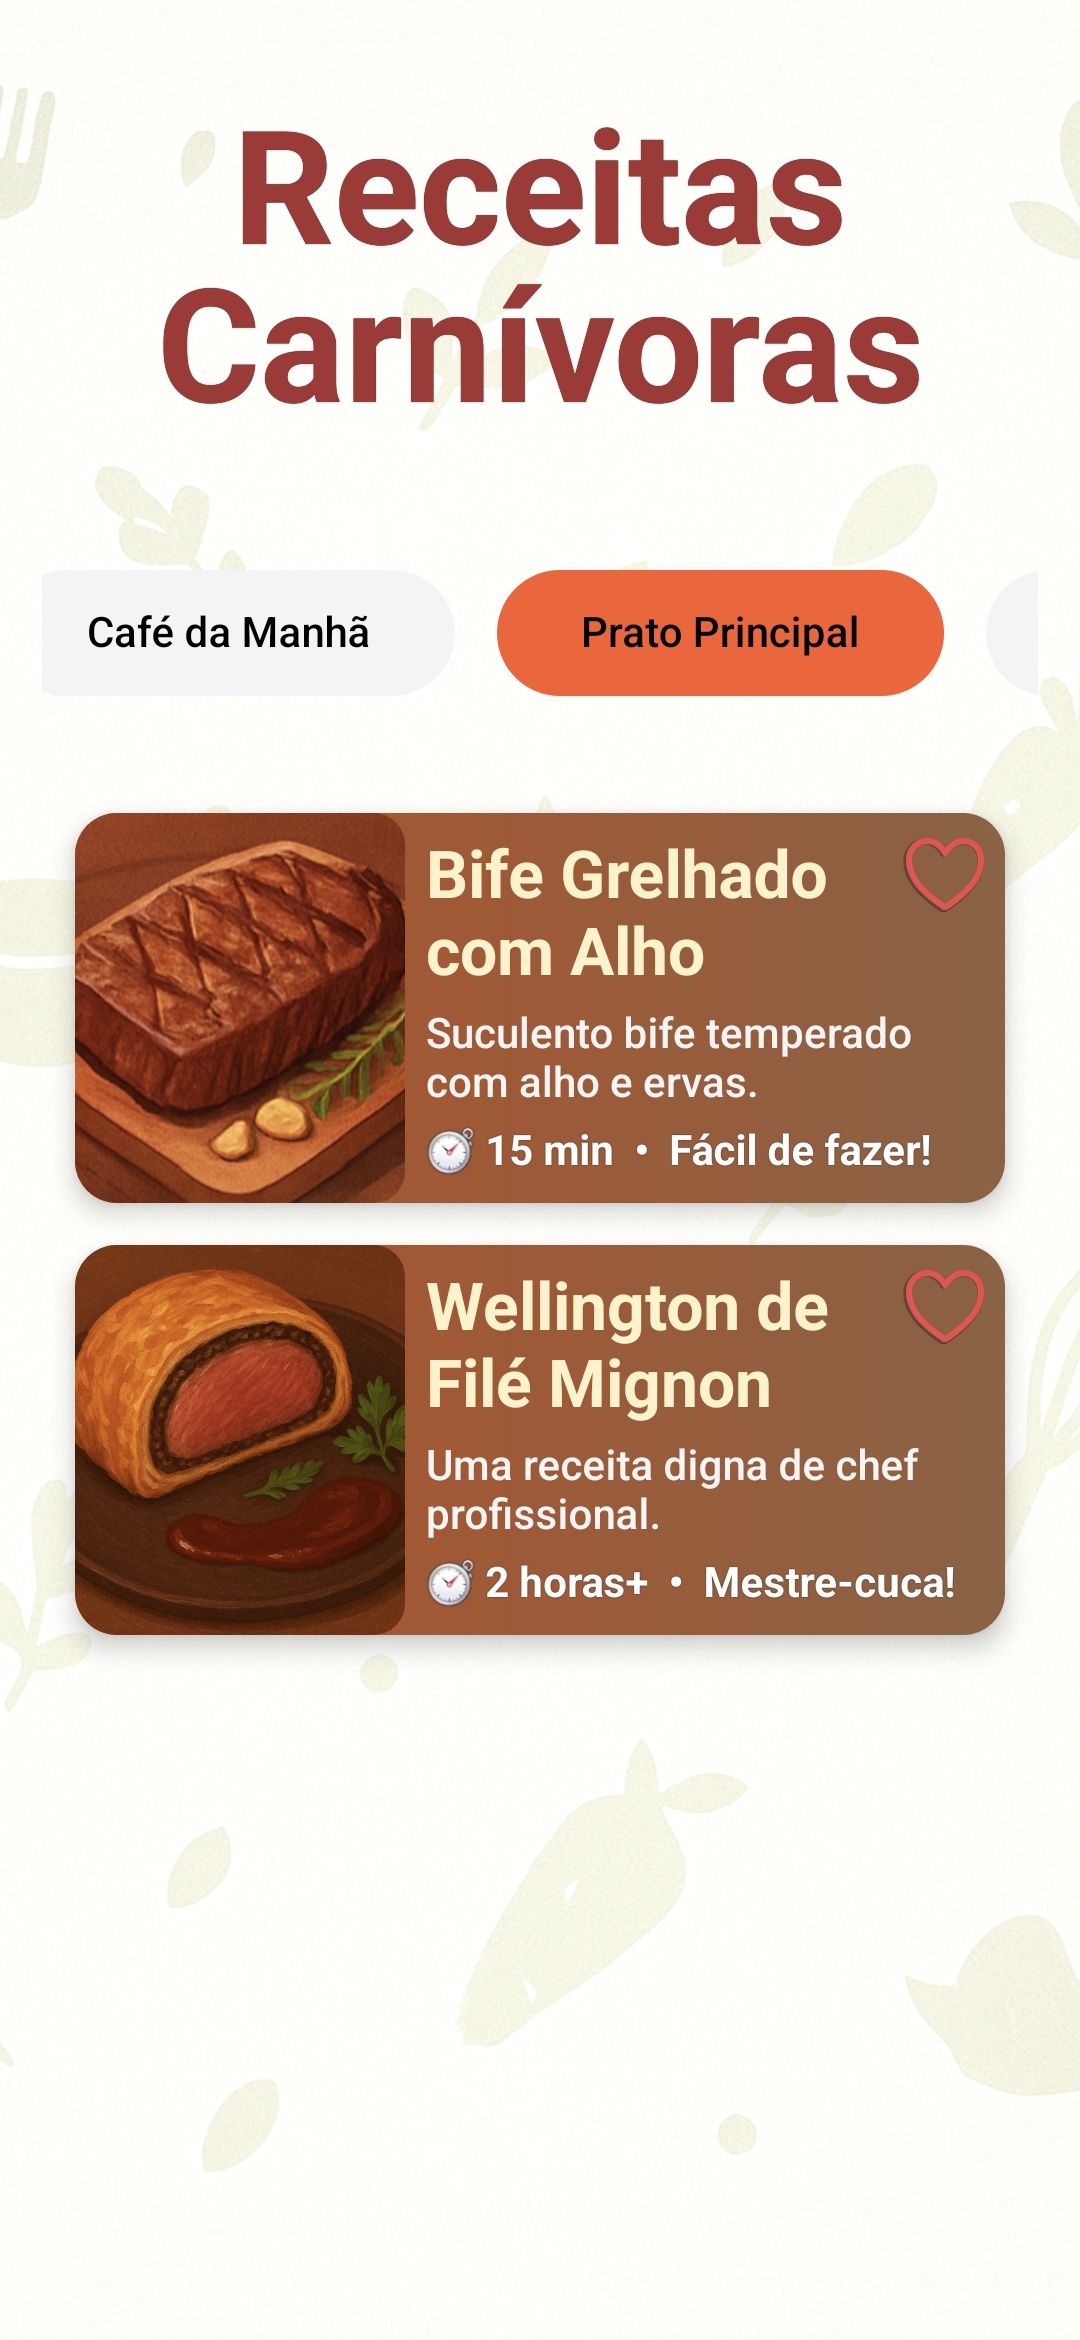 Receitas
Carnívoras
Café da Manhã
Prato Principal
Bife Grelhado
com Alho
Suculento bife temperado
com alho e ervas.
15 min • Fácil de fazer!
Wellington de
Filé Mignon
Uma receita digna de chef
profissional.
2 horas+ • Mestre-cuca!